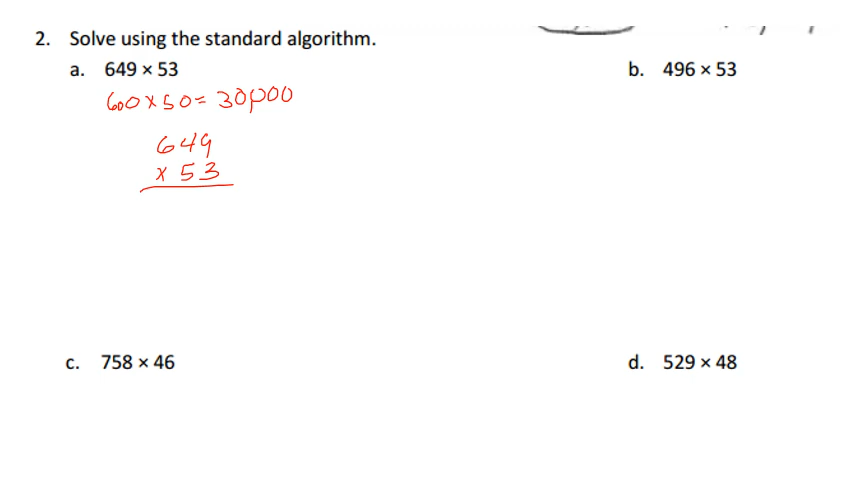 2. Solve using the standard algorithm.
a. 649 × 53
b. 496 × 53
600 x 50 = 30,000
649
x 53
c. 758 × 46
d. 529 × 48